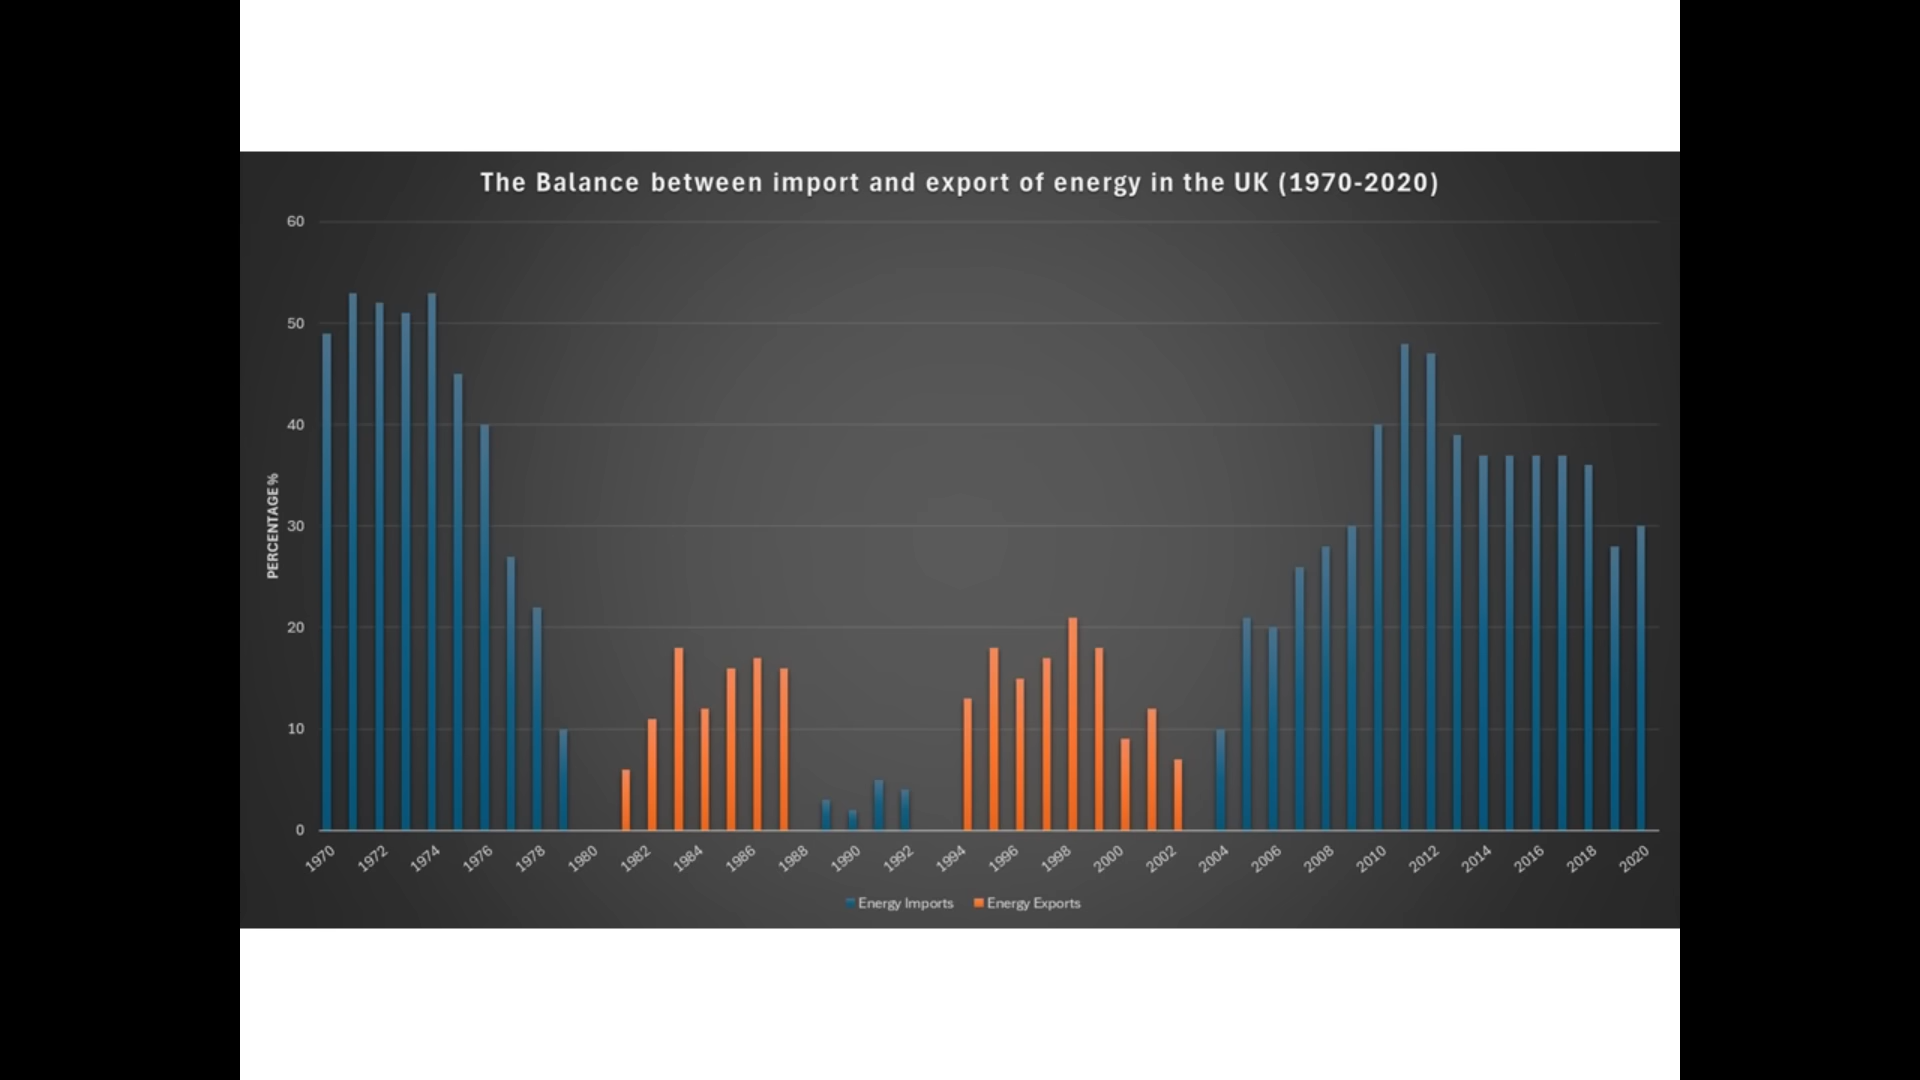 The Balance between import and export of energy in the UK (1970-2020)
60
50
40
30
20
10
0
PERCENTAGE %
1970 1972 1974 1976 1978 1980 1982 1984 1986 1988 1990 1992 1994 1996 1998 2000 2002 2004 2006 2008 2010 2012 2014 2016 2018 2020
Energy Imports Energy Exports